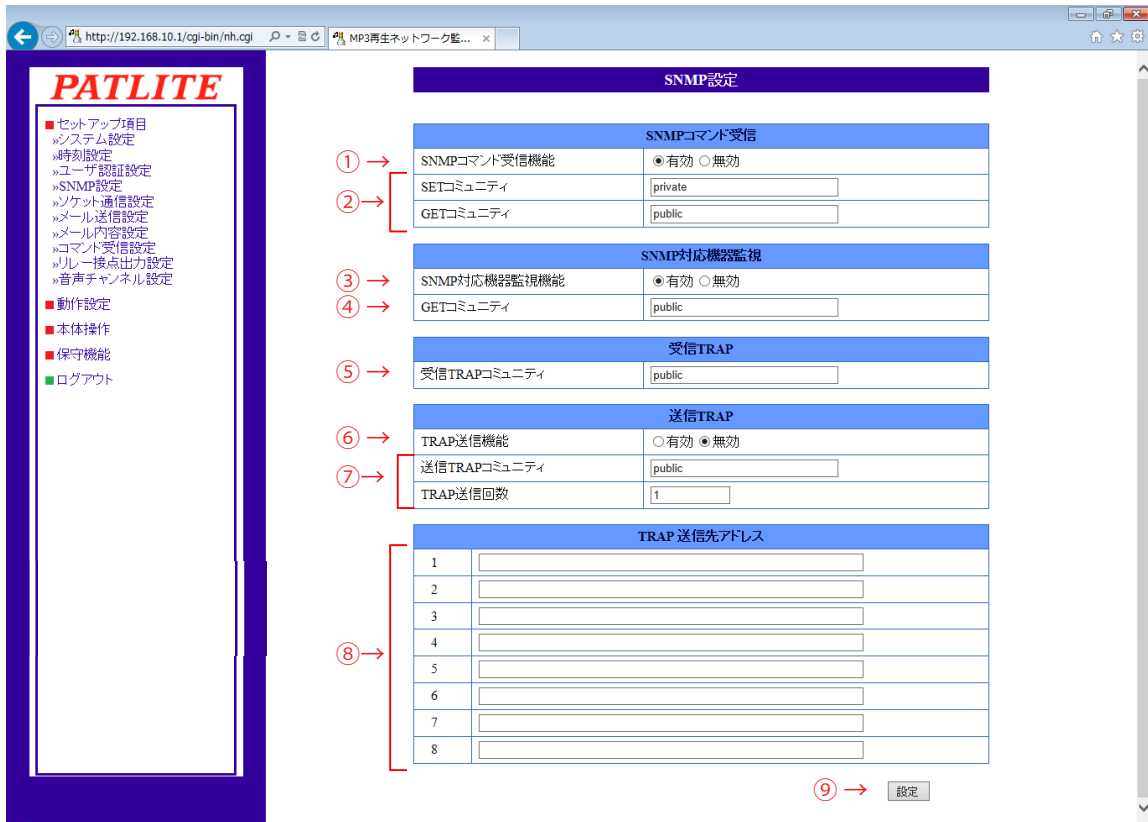 http://192.168.10.1/cgi-bin/nh.cgi
MP3再生ネットワーク監...
PATLITE
セットアップ項目
»システム設定
»時刻設定
»ユーザ認証設定
»SNMP設定
»ソケット通信設定
»メール送信設定
»メール内容設定
»コマンド受信設定
»リレー接点出力設定
»音声チャンネル設定
動作設定
本体操作
保守機能
ログアウト
SNMP設定
SNMPコマンド受信
① → SNMPコマンド受信機能 有効 無効
② → SETコミュニティ private
GETコミュニティ public
SNMP対応機器監視
③ → SNMP対応機器監視機能 有効 無効
④ → GETコミュニティ public
受信TRAP
⑤ → 受信TRAPコミュニティ public
送信TRAP
⑥ → TRAP送信機能 有効 無効
⑦ → 送信TRAPコミュニティ public
TRAP送信回数 1
TRAP 送信先アドレス
1
2
3
4
⑧ →
5
6
7
8
⑨ → 設定